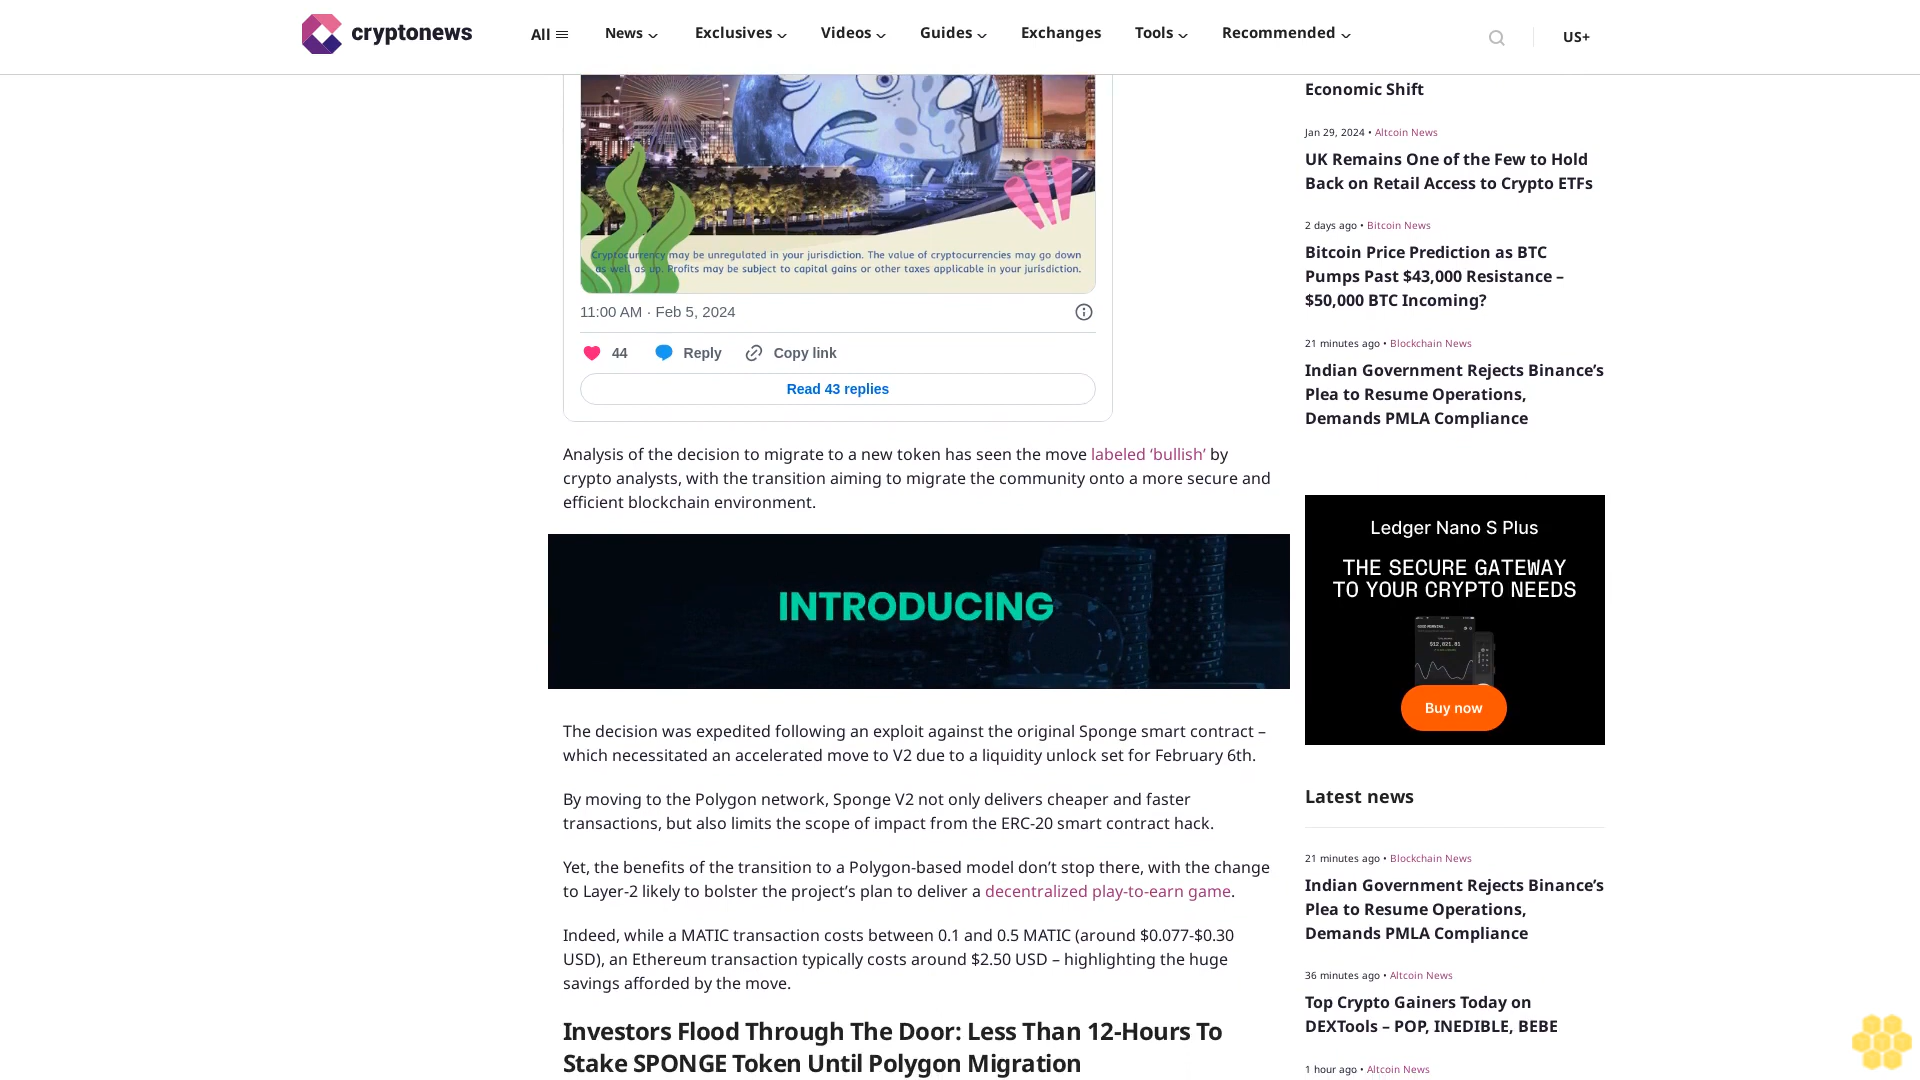 cryptonews
All
News
Exclusives
Videos
Guides
Exchanges
Tools
Recommended
US+
Cryptocurrency may be unregulated in your jurisdiction. The value of cryptocurrencies may go down
as well as up. Profits may be subject to capital gains or other taxes applicable in your jurisdiction.
11:00 AM · Feb 5, 2024
44
Reply
Copy link
Read 43 replies
Analysis of the decision to migrate to a new token has seen the move labeled ‘bullish’ by
crypto analysts, with the transition aiming to migrate the community onto a more secure and
efficient blockchain environment.
INTRODUCING
The decision was expedited following an exploit against the original Sponge smart contract –
which necessitated an accelerated move to V2 due to a liquidity unlock set for February 6th.
By moving to the Polygon network, Sponge V2 not only delivers cheaper and faster
transactions, but also limits the scope of impact from the ERC-20 smart contract hack.
Yet, the benefits of the transition to a Polygon-based model don’t stop there, with the change
to Layer-2 likely to bolster the project’s plan to deliver a decentralized play-to-earn game.
Indeed, while a MATIC transaction costs between 0.1 and 0.5 MATIC (around $0.077-$0.30
USD), an Ethereum transaction typically costs around $2.50 USD – highlighting the huge
savings afforded by the move.
Investors Flood Through The Door: Less Than 12-Hours To
Stake SPONGE Token Until Polygon Migration
Economic Shift
Jan 29, 2024 • Altcoin News
UK Remains One of the Few to Hold
Back on Retail Access to Crypto ETFs
2 days ago • Bitcoin News
Bitcoin Price Prediction as BTC
Pumps Past $43,000 Resistance –
$50,000 BTC Incoming?
21 minutes ago • Blockchain News
Indian Government Rejects Binance’s
Plea to Resume Operations,
Demands PMLA Compliance
Ledger Nano S Plus
THE SECURE GATEWAY
TO YOUR CRYPTO NEEDS
$12,021.01
Buy now
Latest news
21 minutes ago • Blockchain News
Indian Government Rejects Binance’s
Plea to Resume Operations,
Demands PMLA Compliance
36 minutes ago • Altcoin News
Top Crypto Gainers Today on
DEXTools – POP, INEDIBLE, BEBE
1 hour ago • Altcoin News